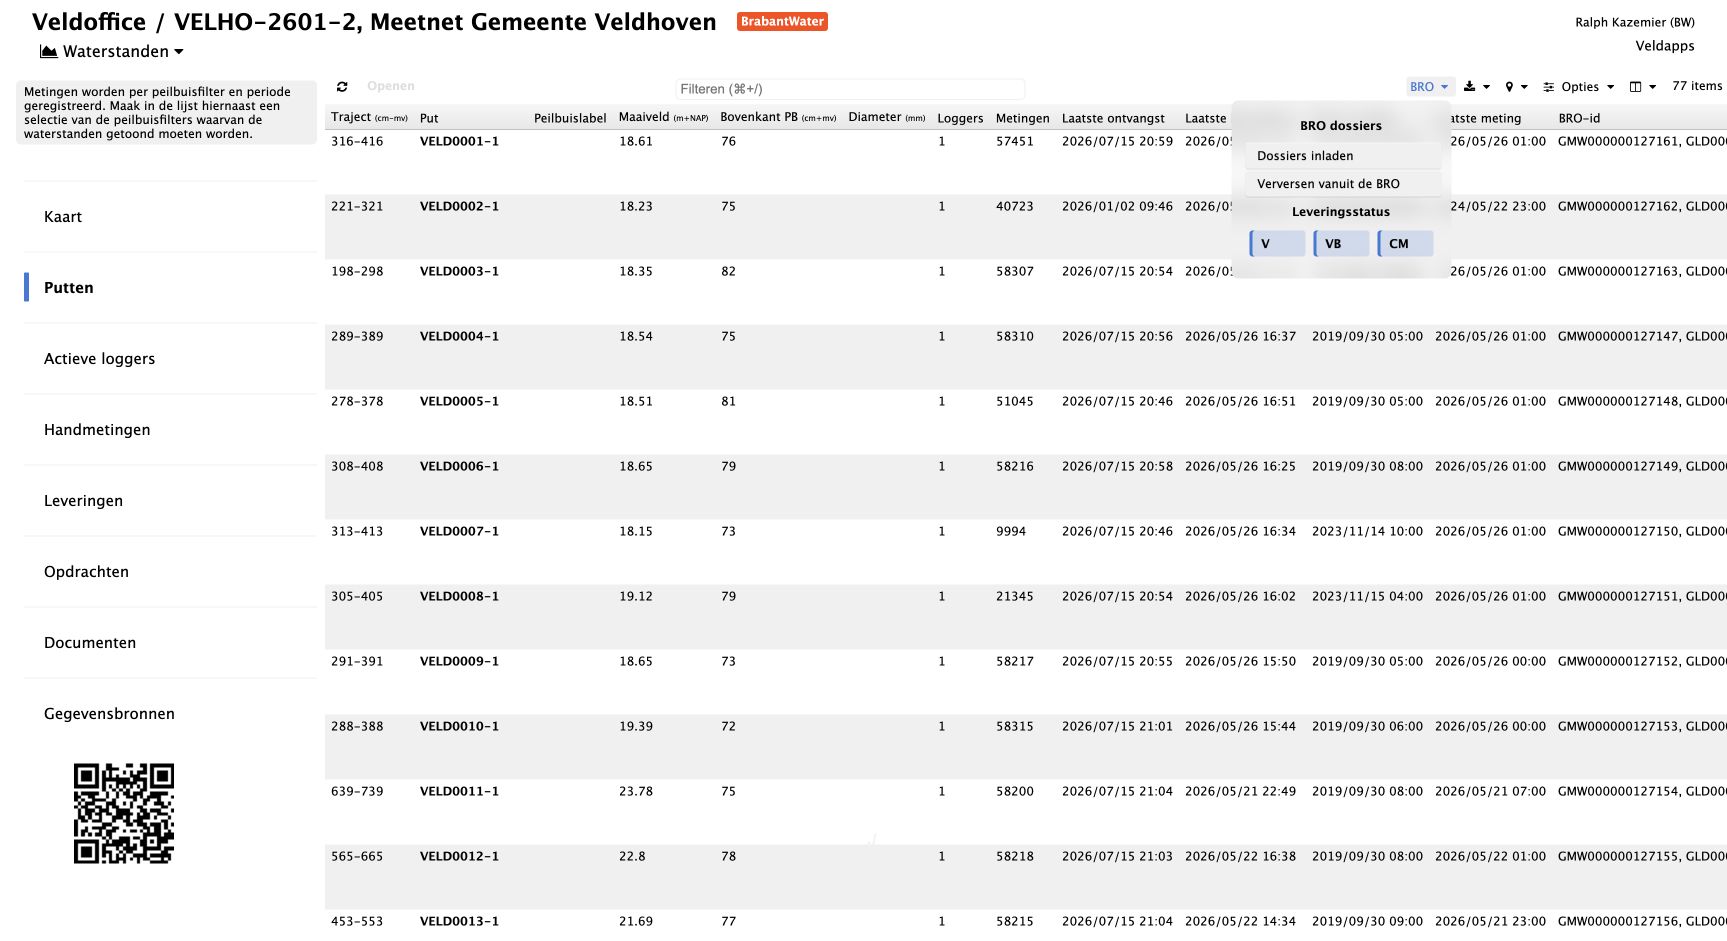 Veldoffice / VELHO-2601-2, Meetnet Gemeente Veldhoven BrabantWater
Ralph Kazemier (BW)
Waterstanden
Veldapps
Metingen worden per peilbuisfilter en periode
geregistreerd. Maak in de lijst hiernaast een
selectie van de peilbuisfilters waarvan de
waterstanden getoond moeten worden.
Kaart
Putten
Actieve loggers
Handmetingen
Leveringen
Opdrachten
Documenten
Gegevensbronnen
Openen
Filteren (⌘+/)
BRO
Opties
77 items
BRO dossiers
Dossiers inladen
Verversen vanuit de BRO
Leveringsstatus
V VB CM
Traject (cm-mv) Put Peilbuislabel Maaiveld (m+NAP) Bovenkant PB (cm+mv) Diameter (mm) Loggers Metingen Laatste ontvangst Laatste atste meting BRO-id
316-416 VELD0001-1 18.61 76 1 57451 2026/07/15 20:59 2026/05 26/05/26 01:00 GMW000000127161, GLD00
221-321 VELD0002-1 18.23 75 1 40723 2026/01/02 09:46 2026/05 24/05/22 23:00 GMW000000127162, GLD00
198-298 VELD0003-1 18.35 82 1 58307 2026/07/15 20:54 2026/05 26/05/26 01:00 GMW000000127163, GLD00
289-389 VELD0004-1 18.54 75 1 58310 2026/07/15 20:56 2026/05/26 16:37 2019/09/30 05:00 2026/05/26 01:00 GMW000000127147, GLD00
278-378 VELD0005-1 18.51 81 1 51045 2026/07/15 20:46 2026/05/26 16:51 2019/09/30 05:00 2026/05/26 01:00 GMW000000127148, GLD00
308-408 VELD0006-1 18.65 79 1 58216 2026/07/15 20:58 2026/05/26 16:25 2019/09/30 08:00 2026/05/26 01:00 GMW000000127149, GLD00
313-413 VELD0007-1 18.15 73 1 9994 2026/07/15 20:46 2026/05/26 16:34 2023/11/14 10:00 2026/05/26 01:00 GMW000000127150, GLD00
305-405 VELD0008-1 19.12 79 1 21345 2026/07/15 20:54 2026/05/26 16:02 2023/11/15 04:00 2026/05/26 01:00 GMW000000127151, GLD00
291-391 VELD0009-1 18.65 73 1 58217 2026/07/15 20:55 2026/05/26 15:50 2019/09/30 05:00 2026/05/26 00:00 GMW000000127152, GLD00
288-388 VELD0010-1 19.39 72 1 58315 2026/07/15 21:01 2026/05/26 15:44 2019/09/30 06:00 2026/05/26 00:00 GMW000000127153, GLD00
639-739 VELD0011-1 23.78 75 1 58200 2026/07/15 21:04 2026/05/21 22:49 2019/09/30 08:00 2026/05/21 07:00 GMW000000127154, GLD00
565-665 VELD0012-1 22.8 78 1 58218 2026/07/15 21:03 2026/05/22 16:38 2019/09/30 08:00 2026/05/22 01:00 GMW000000127155, GLD00
453-553 VELD0013-1 21.69 77 1 58215 2026/07/15 21:04 2026/05/22 14:34 2019/09/30 09:00 2026/05/21 23:00 GMW000000127156, GLD00